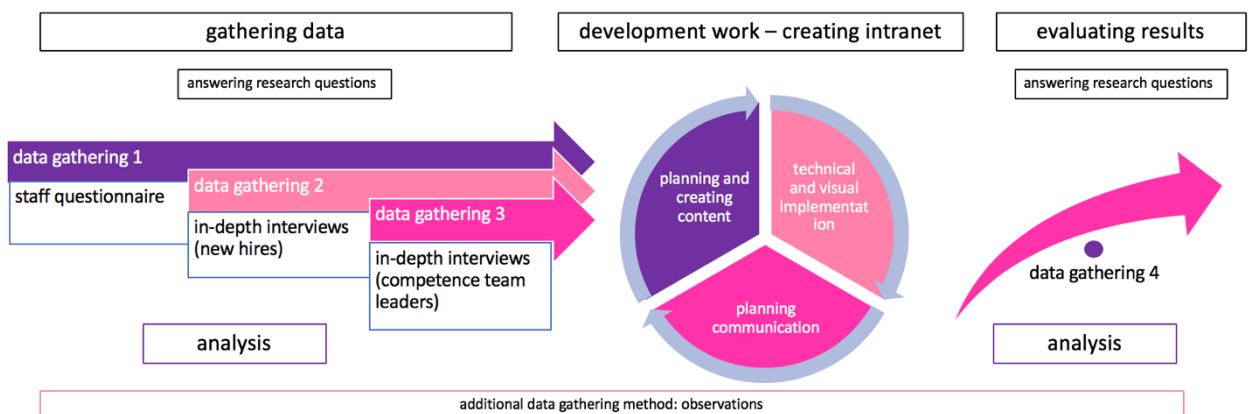 gathering data
answering research questions
data gathering 1
staff questionnaire
data gathering 2
in-depth interviews
(new hires)
data gathering 3
in-depth interviews
(competence team
leaders)
analysis
development work – creating intranet
planning and
creating
content
technical
and visual
implementat
ion
planning
communication
evaluating results
answering research questions
data gathering 4
analysis
additional data gathering method: observations